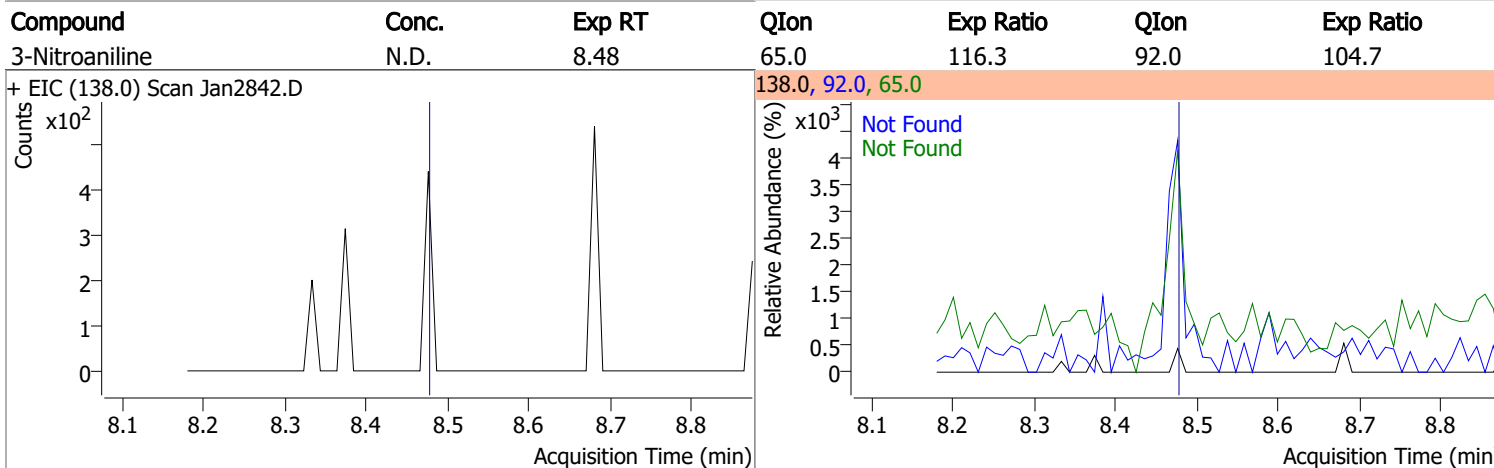 Compound Conc. Exp RT QIon Exp Ratio QIon Exp Ratio
3-Nitroaniline N.D. 8.48 65.0 116.3 92.0 104.7
+ EIC (138.0) Scan Jan2842.D
Counts
x10²
4
3
2
1
0
8.1 8.2 8.3 8.4 8.5 8.6 8.7 8.8
Acquisition Time (min)
138.0, 92.0, 65.0
Relative Abundance (%)
x10³
Not Found
Not Found
4
3.5
3
2.5
2
1.5
1
0.5
0
8.1 8.2 8.3 8.4 8.5 8.6 8.7 8.8
Acquisition Time (min